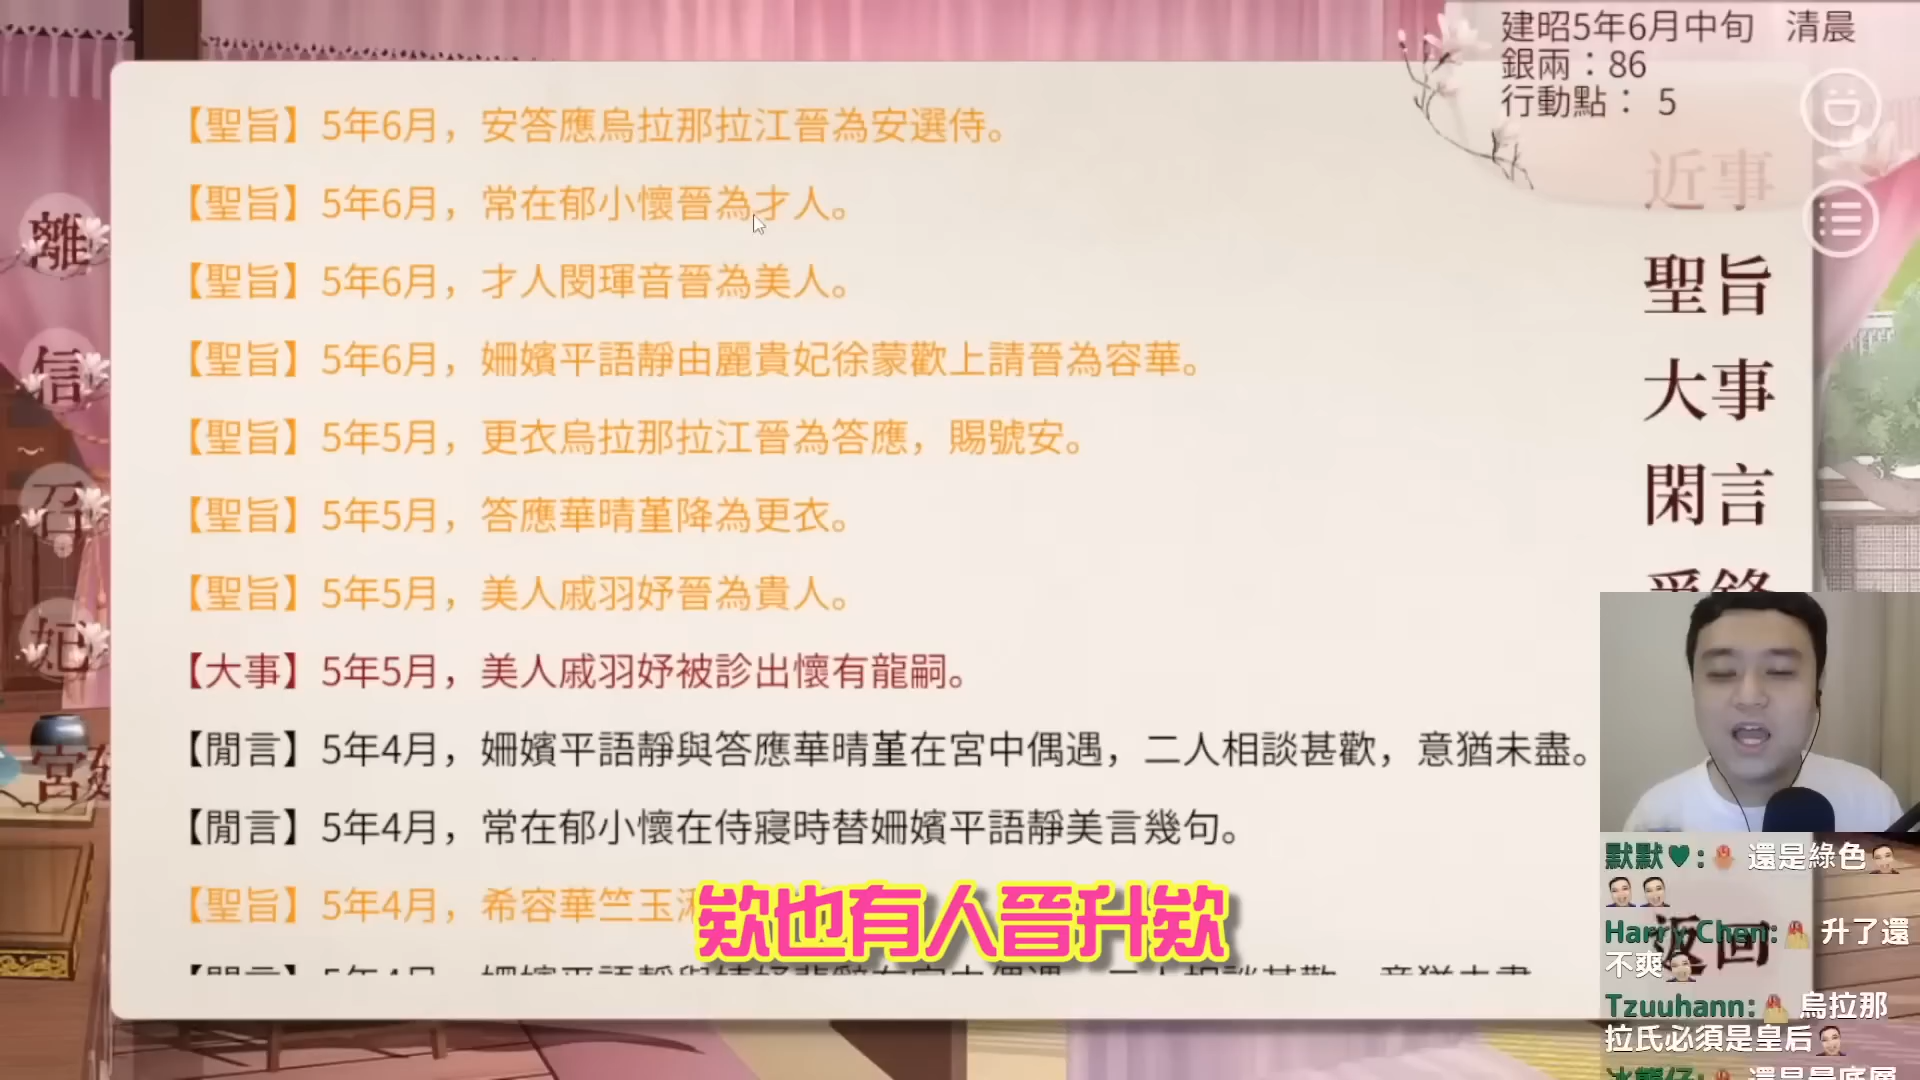 建昭5年6月中旬　清晨
銀兩：86
行動點： 5
【聖旨】5年6月，安答應烏拉那拉江晉為安選侍。
【聖旨】5年6月，常在郁小懷晉為才人。
【聖旨】5年6月，才人閔琿音晉為美人。
【聖旨】5年6月，姍嬪平語靜由麗貴妃徐蒙歡上請晉為容華。
【聖旨】5年5月，更衣烏拉那拉江晉為答應，賜號安。
【聖旨】5年5月，答應華晴堇降為更衣。
【聖旨】5年5月，美人戚羽妤晉為貴人。
【大事】5年5月，美人戚羽妤被診出懷有龍嗣。
【閒言】5年4月，姍嬪平語靜與答應華晴堇在宮中偶遇，二人相談甚歡，意猶未盡。
【閒言】5年4月，常在郁小懷在侍寢時替姍嬪平語靜美言幾句。
【聖旨】5年4月，希容華竺玉
欸也有人晉升欸
近事
聖旨
大事
閑言
返回
離
信
召
妃
宮
默默♥: 還是綠色
Harry Chen: 升了還
不爽
Tzuuhann: 烏拉那
拉氏必須是皇后